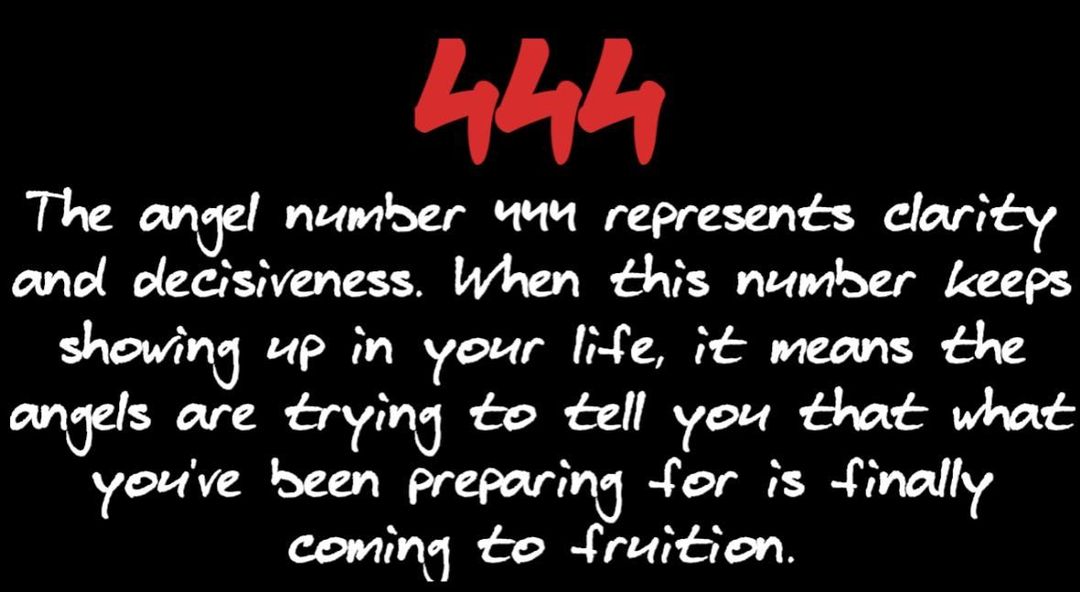 444
The angel number 444 represents clarity
and decisiveness. When this number keeps
showing up in your life, it means the
angels are trying to tell you that what
you've been preparing for is finally
coming to fruition.